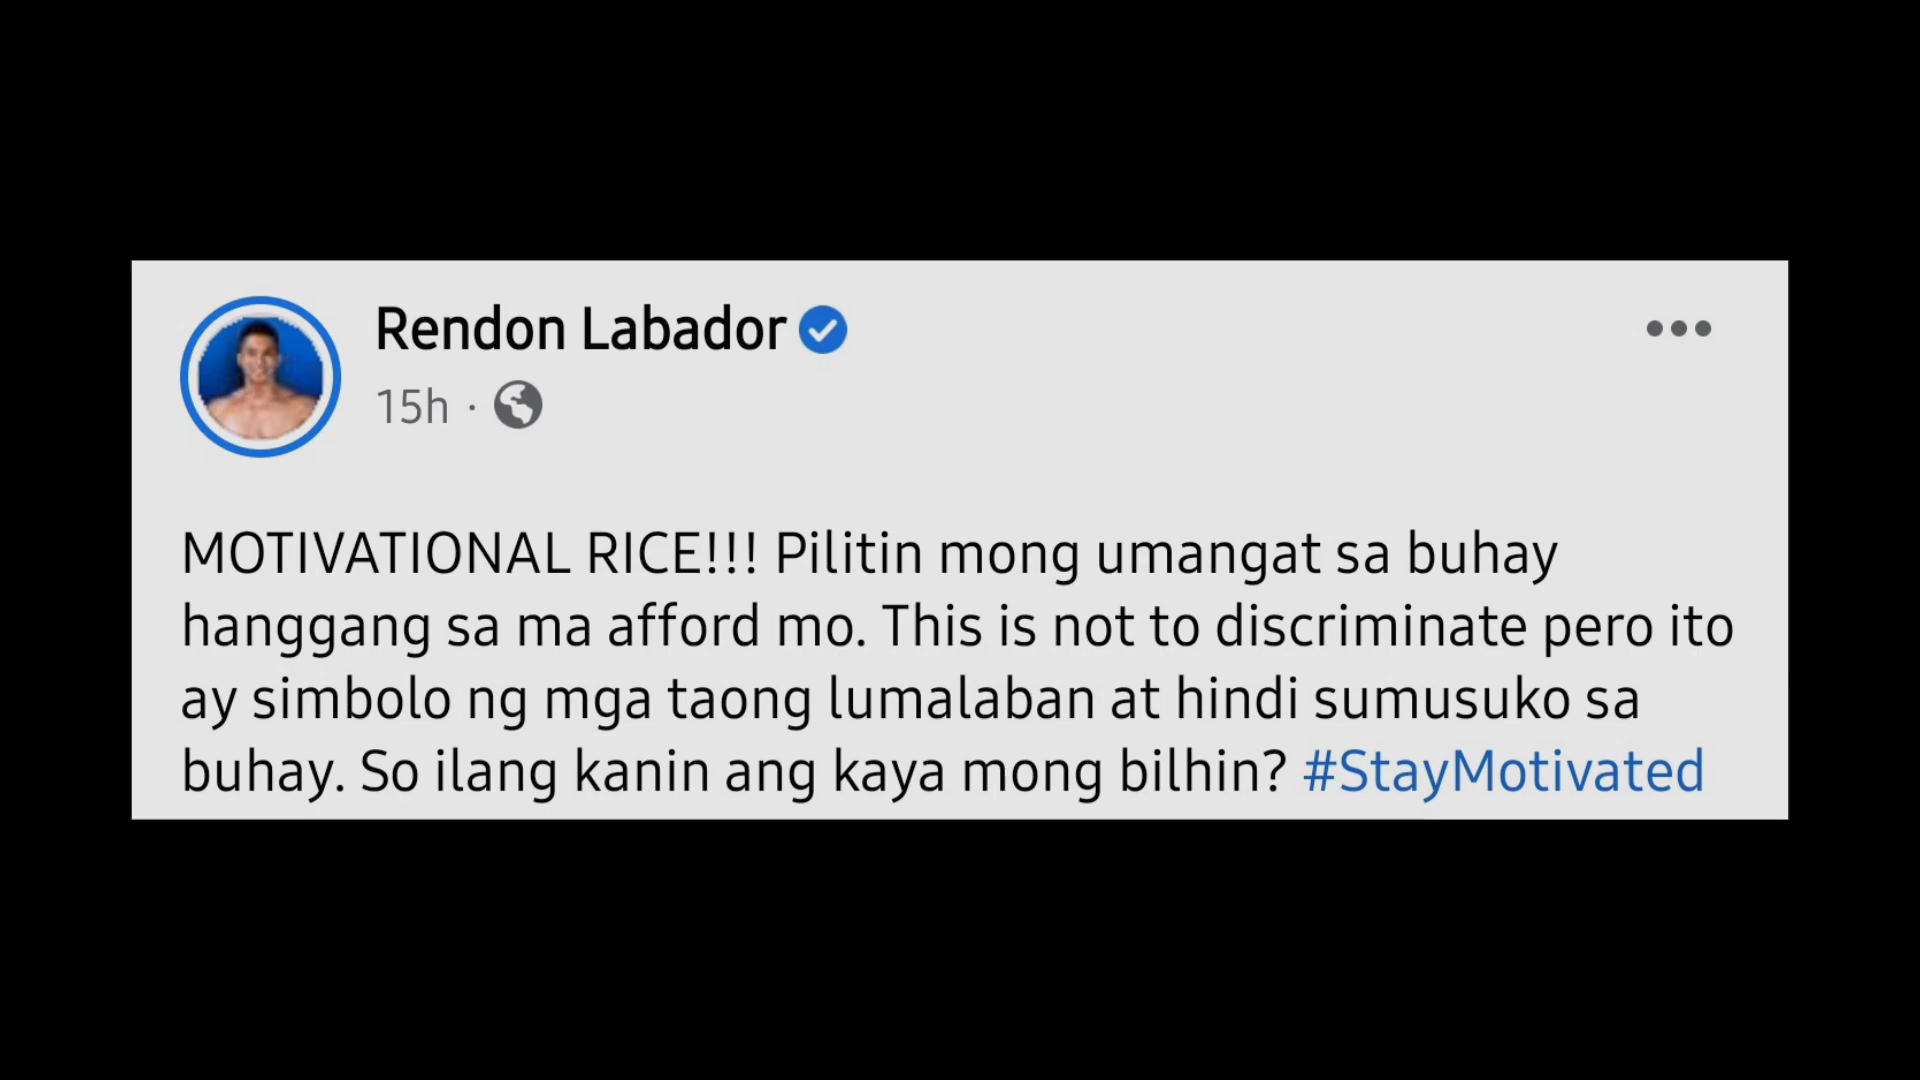 Rendon Labador
15h ·
MOTIVATIONAL RICE!!! Pilitin mong umangat sa buhay
hanggang sa ma afford mo. This is not to discriminate pero ito
ay simbolo ng mga taong lumalaban at hindi sumusuko sa
buhay. So ilang kanin ang kaya mong bilhin? #StayMotivated